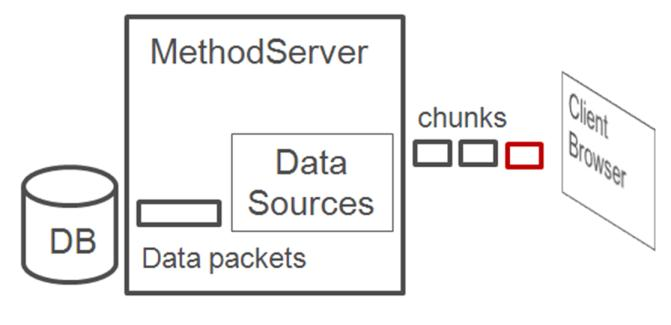 MethodServer
chunks
Client
Browser
Data
Sources
DB
Data packets